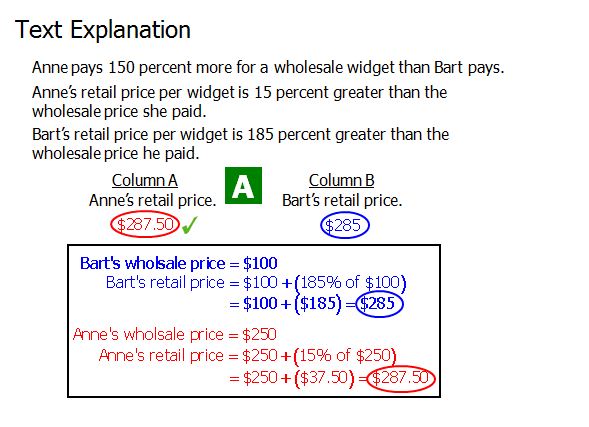 Text Explanation
Anne pays 150 percent more for a wholesale widget than Bart pays.
Anne's retail price per widget is 15 percent greater than the
wholesale price she paid.
Bart's retail price per widget is 185 percent greater than the
wholesale price he paid.
Column A A Column B
Anne's retail price. Bart's retail price.
$287.50 ✓ $285
Bart's wholsale price = $100
Bart's retail price = $100 + (185% of $100)
= $100 + ($185) = $285
Anne's wholsale price = $250
Anne's retail price = $250 + (15% of $250)
= $250 + ($37.50) = $287.50